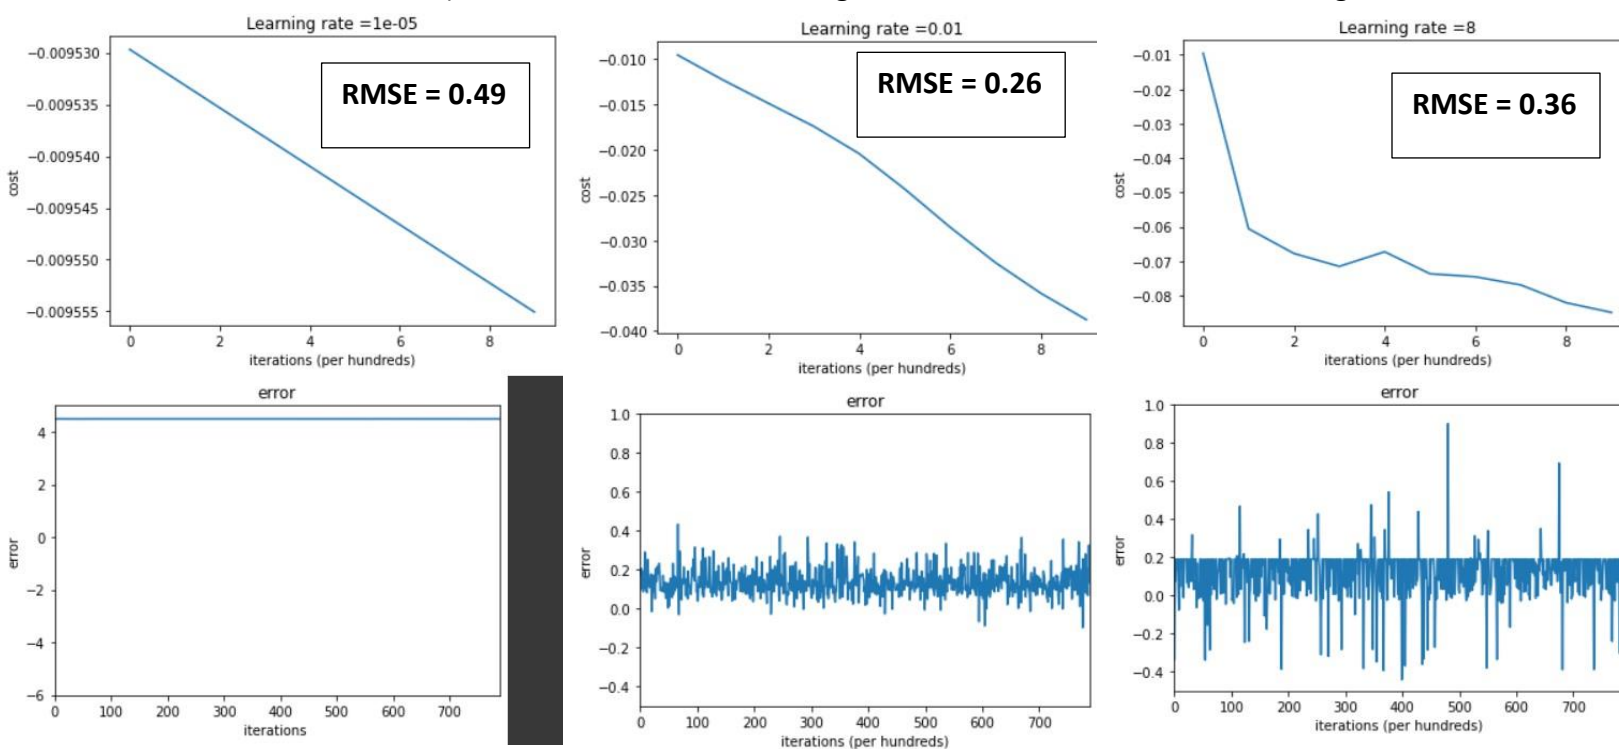 Learning rate =1e-05
−0.009530
−0.009535
−0.009540
−0.009545
−0.009550
−0.009555
cost
RMSE = 0.49
0 2 4 6 8
iterations (per hundreds)
Learning rate =0.01
−0.010
−0.015
−0.020
−0.025
−0.030
−0.035
−0.040
cost
RMSE = 0.26
0 2 4 6 8
iterations (per hundreds)
Learning rate =8
−0.01
−0.02
−0.03
−0.04
−0.05
−0.06
−0.07
−0.08
cost
RMSE = 0.36
0 2 4 6 8
iterations (per hundreds)
error
4
2
0
−2
−4
−6
error
0 100 200 300 400 500 600 700
iterations
error
1.0
0.8
0.6
0.4
0.2
0.0
−0.2
−0.4
error
0 100 200 300 400 500 600 700
iterations (per hundreds)
error
1.0
0.8
0.6
0.4
0.2
0.0
−0.2
−0.4
error
0 100 200 300 400 500 600 700
iterations (per hundreds)